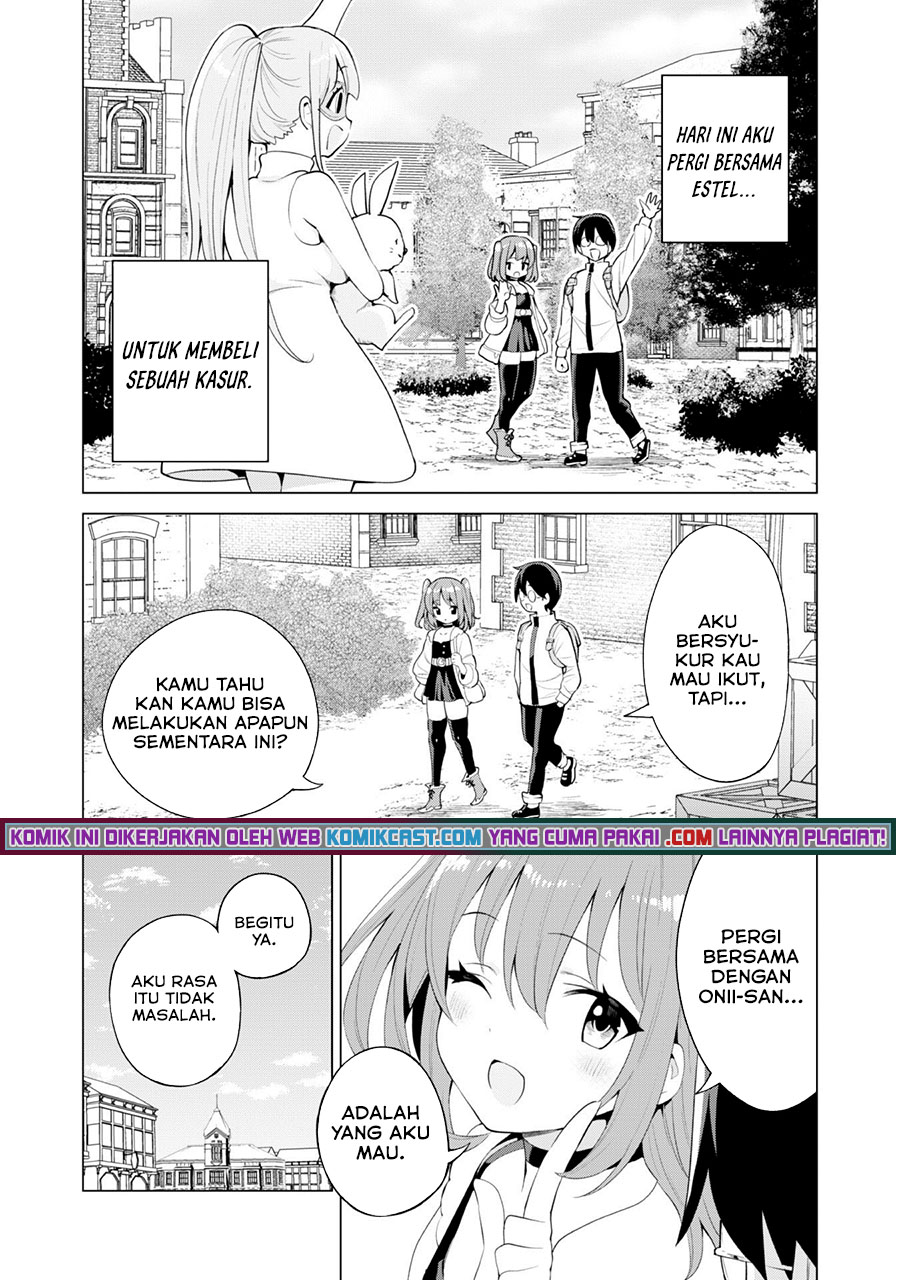 HARI INI AKU
PERGI BERSAMA
ESTEL...
UNTUK MEMBELI
SEBUAH KASUR.
AKU
BERSYU-
KUR KAU
MAU IKUT,
TAPI...
KAMU TAHU
KAN KAMU BISA
MELAKUKAN APAPUN
SEMENTARA INI?
KOMIK INI DIKERJAKAN OLEH WEB KOMIKCAST.COM YANG CUMA PAKAI .COM LAINNYA PLAGIAT!
PERGI
BERSAMA
DENGAN
ONII-SAN...
ADALAH
YANG AKU
MAU.
BEGITU
YA.
AKU RASA
ITU TIDAK
MASALAH.